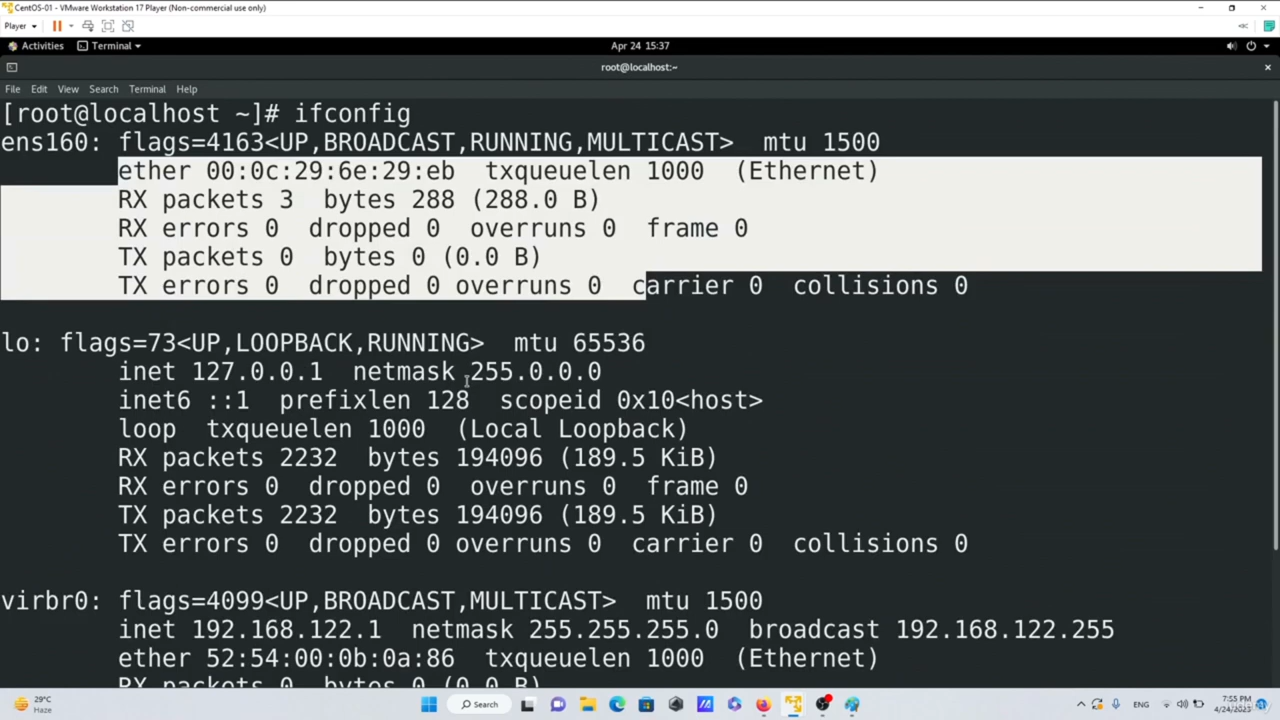 CentOS-01 - VMware Workstation 17 Player (Non-commercial use only)
Player
Activities Terminal Apr 24 15:37
root@localhost:~
File Edit View Search Terminal Help
[root@localhost ~]# ifconfig
ens160: flags=4163<UP,BROADCAST,RUNNING,MULTICAST> mtu 1500
ether 00:0c:29:6e:29:eb txqueuelen 1000 (Ethernet)
RX packets 3 bytes 288 (288.0 B)
RX errors 0 dropped 0 overruns 0 frame 0
TX packets 0 bytes 0 (0.0 B)
TX errors 0 dropped 0 overruns 0 carrier 0 collisions 0
lo: flags=73<UP,LOOPBACK,RUNNING> mtu 65536
inet 127.0.0.1 netmask 255.0.0.0
inet6 ::1 prefixlen 128 scopeid 0x10<host>
loop txqueuelen 1000 (Local Loopback)
RX packets 2232 bytes 194096 (189.5 KiB)
RX errors 0 dropped 0 overruns 0 frame 0
TX packets 2232 bytes 194096 (189.5 KiB)
TX errors 0 dropped 0 overruns 0 carrier 0 collisions 0
virbr0: flags=4099<UP,BROADCAST,MULTICAST> mtu 1500
inet 192.168.122.1 netmask 255.255.255.0 broadcast 192.168.122.255
ether 52:54:00:0b:0a:86 txqueuelen 1000 (Ethernet)
RX packets 0 bytes 0 (0.0 B)
29°C
Haze
Search
ENG
7:55 PM
4/24/2023